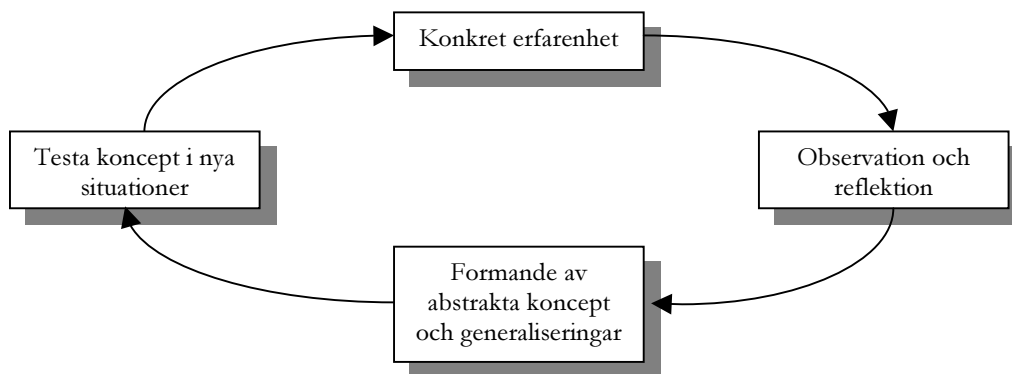 Konkret erfarenhet
Testa koncept i nya
situationer
Observation och
reflektion
Formande av
abstrakta koncept
och generaliseringar